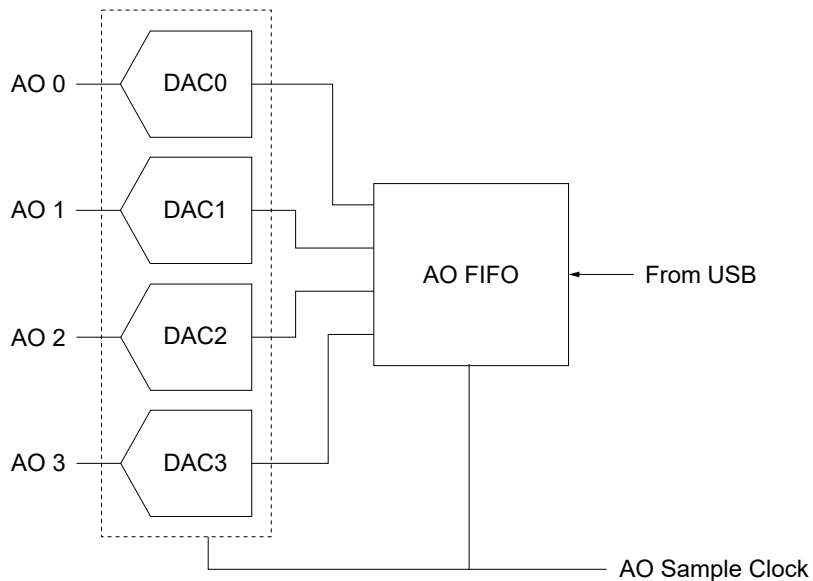 AO 0
DAC0
AO 1
DAC1
AO FIFO
From USB
AO 2
DAC2
AO 3
DAC3
AO Sample Clock